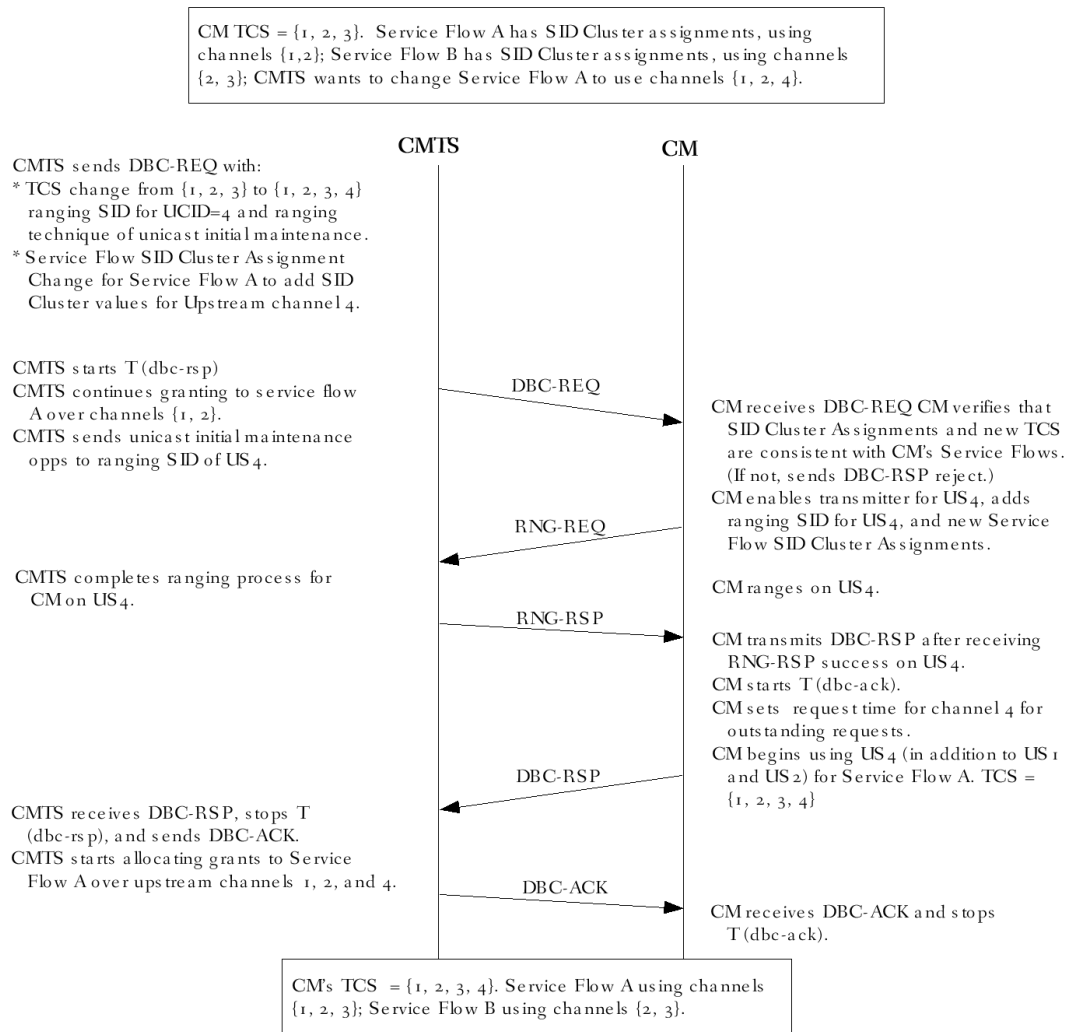 CM TCS = {1, 2, 3}. Service Flow A has SID Cluster assignments, using
channels {1,2}; Service Flow B has SID Cluster assignments, using channels
{2, 3}; CMTS wants to change Service Flow A to use channels {1, 2, 4}.
CMTS
CM
CMTS sends DBC-REQ with:
* TCS change from {1, 2, 3} to {1, 2, 3, 4}
ranging SID for UCID=4 and ranging
technique of unicast initial maintenance.
* Service Flow SID Cluster Assignment
Change for Service Flow A to add SID
Cluster values for Upstream channel 4.
CMTS starts T(dbc-rsp)
CMTS continues granting to service flow
A over channels {1, 2}.
CMTS sends unicast initial maintenance
opps to ranging SID of US4.
DBC-REQ
CM receives DBC-REQ CM verifies that
SID Cluster Assignments and new TCS
are consistent with CM's Service Flows.
(If not, sends DBC-RSP reject.)
CM enables transmitter for US4, adds
ranging SID for US4, and new Service
Flow SID Cluster Assignments.
RNG-REQ
CMTS completes ranging process for
CM on US4.
CM ranges on US4.
RNG-RSP
CM transmits DBC-RSP after receiving
RNG-RSP success on US4.
CM starts T(dbc-ack).
CM sets request time for channel 4 for
outstanding requests.
CM begins using US4 (in addition to US1
and US2) for Service Flow A. TCS =
{1, 2, 3, 4}
DBC-RSP
CMTS receives DBC-RSP, stops T
(dbc-rsp), and sends DBC-ACK.
CMTS starts allocating grants to Service
Flow A over upstream channels 1, 2, and 4.
DBC-ACK
CM receives DBC-ACK and stops
T(dbc-ack).
CM's TCS = {1, 2, 3, 4}. Service Flow A using channels
{1, 2, 3}; Service Flow B using channels {2, 3}.